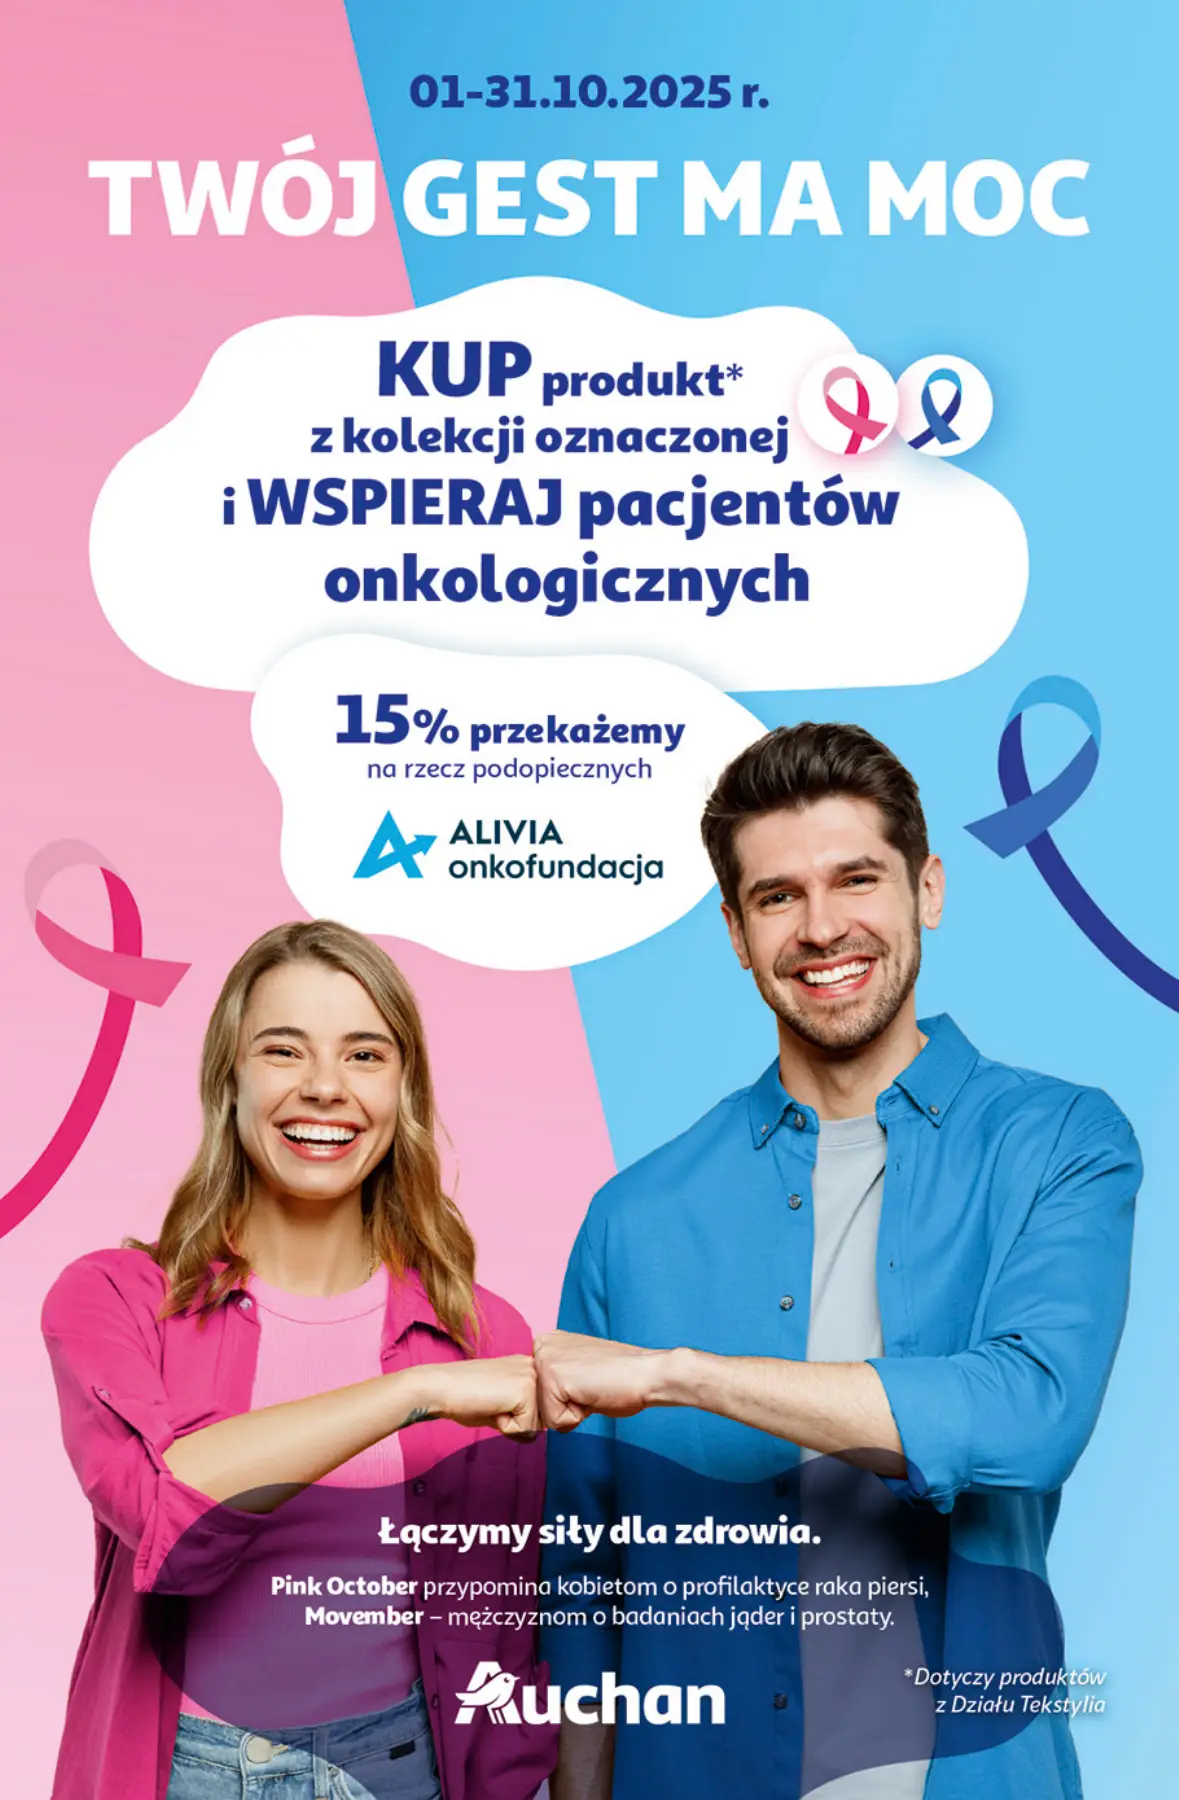 01-31.10.2025 r.
TWÓJ GEST MA MOC
KUP produkt*
z kolekcji oznaczonej
i WSPIERAJ pacjentów
onkologicznych
15% przekażemy
na rzecz podopiecznych
ALIVIA
onkofundacja
Łączymy siły dla zdrowia.
Pink October przypomina kobietom o profilaktyce raka piersi,
Movember – mężczyznom o badaniach jąder i prostaty.
Auchan
*Dotyczy produktów
z Działu Tekstylia